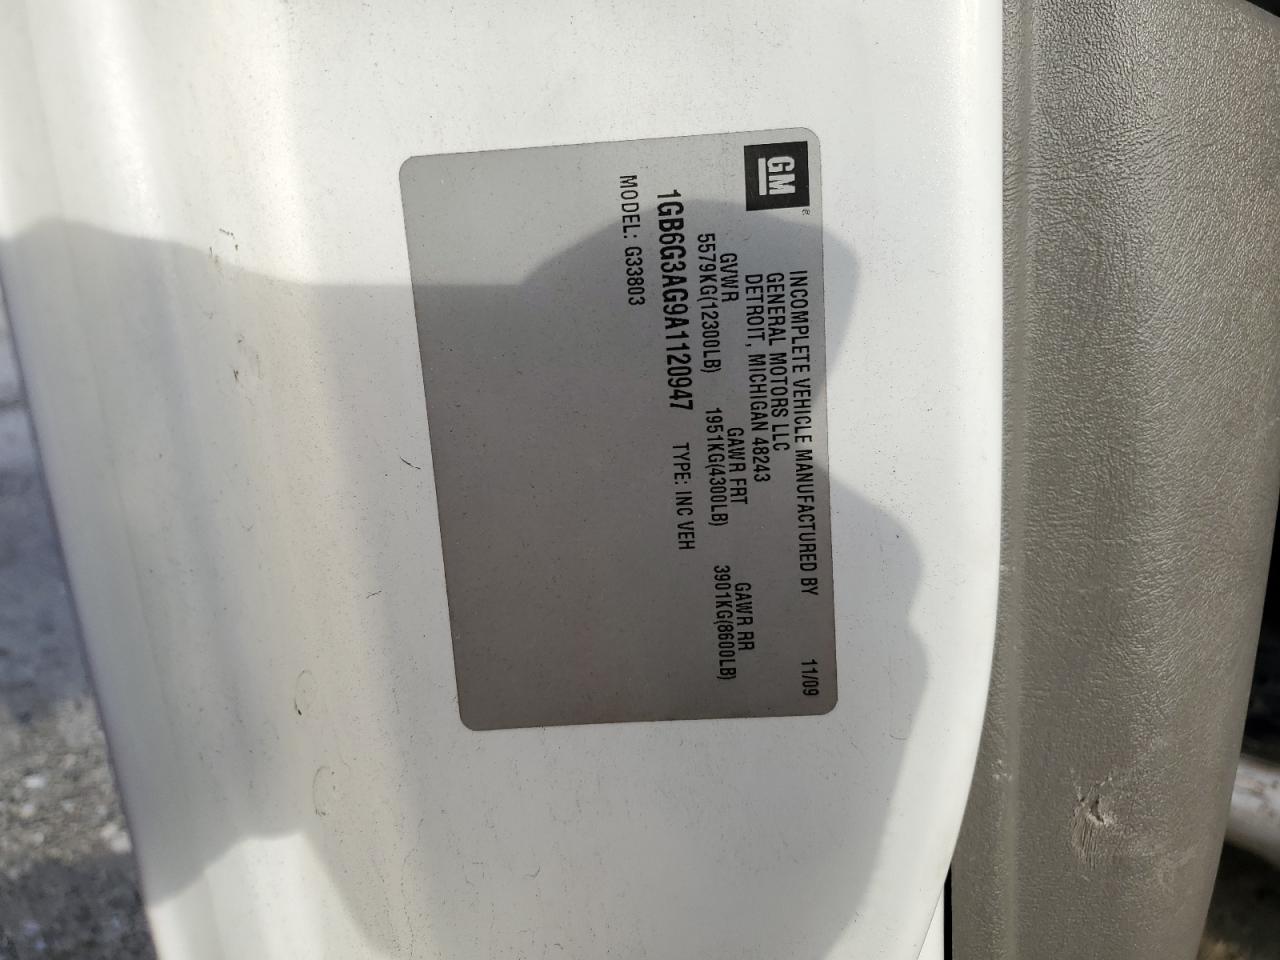 GM®
INCOMPLETE VEHICLE MANUFACTURED BY 11/09
GENERAL MOTORS LLC
DETROIT, MICHIGAN 48243
GVWR GAWR FRT GAWR RR
5579KG(12300LB) 1951KG(4300LB) 3901KG(8600LB)
1GB6G3AG9A1120947 TYPE: INC VEH
MODEL: G33803